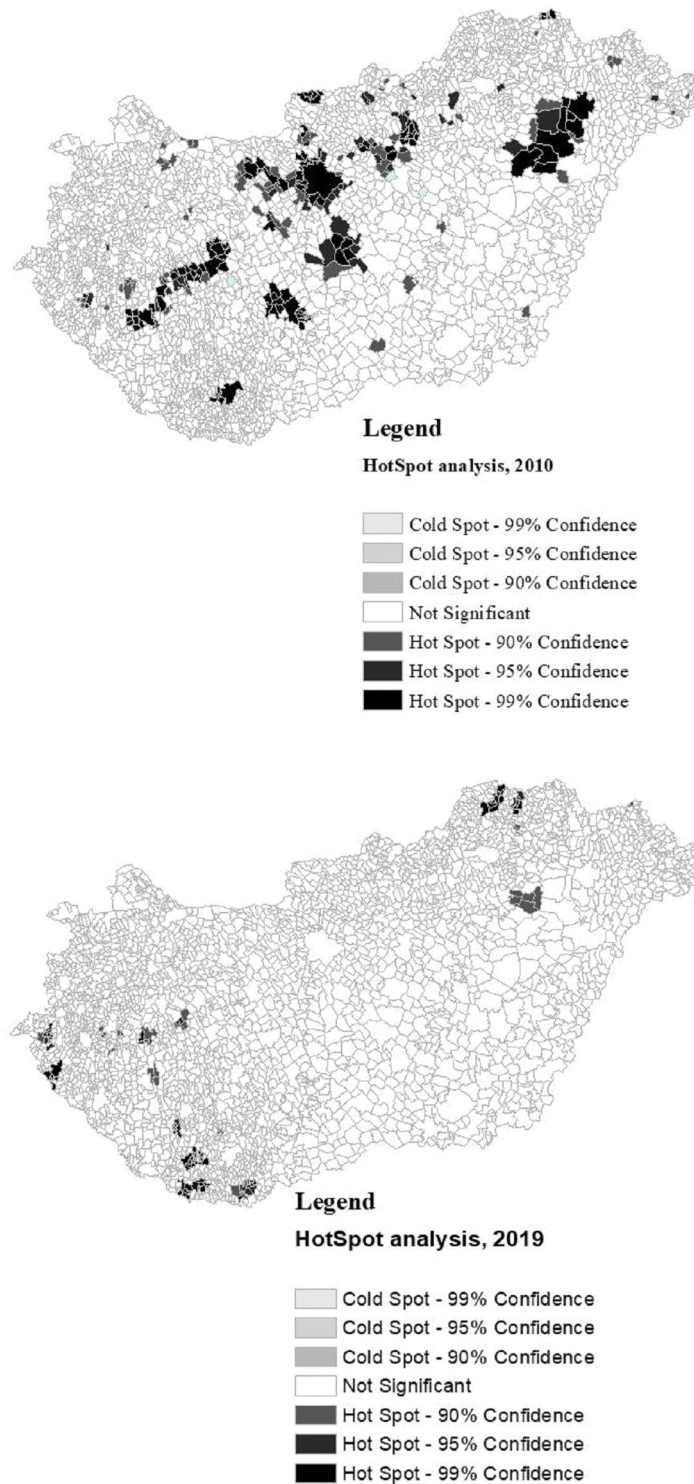 Legend
HotSpot analysis, 2010
Cold Spot - 99% Confidence
Cold Spot - 95% Confidence
Cold Spot - 90% Confidence
Not Significant
Hot Spot - 90% Confidence
Hot Spot - 95% Confidence
Hot Spot - 99% Confidence
Legend
HotSpot analysis, 2019
Cold Spot - 99% Confidence
Cold Spot - 95% Confidence
Cold Spot - 90% Confidence
Not Significant
Hot Spot - 90% Confidence
Hot Spot - 95% Confidence
Hot Spot - 99% Confidence